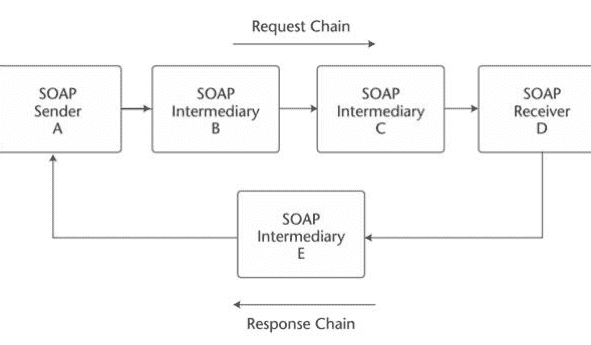 Request Chain
SOAP
Sender
A
SOAP
Intermediary
B
SOAP
Intermediary
C
SOAP
Receiver
D
SOAP
Intermediary
E
Response Chain